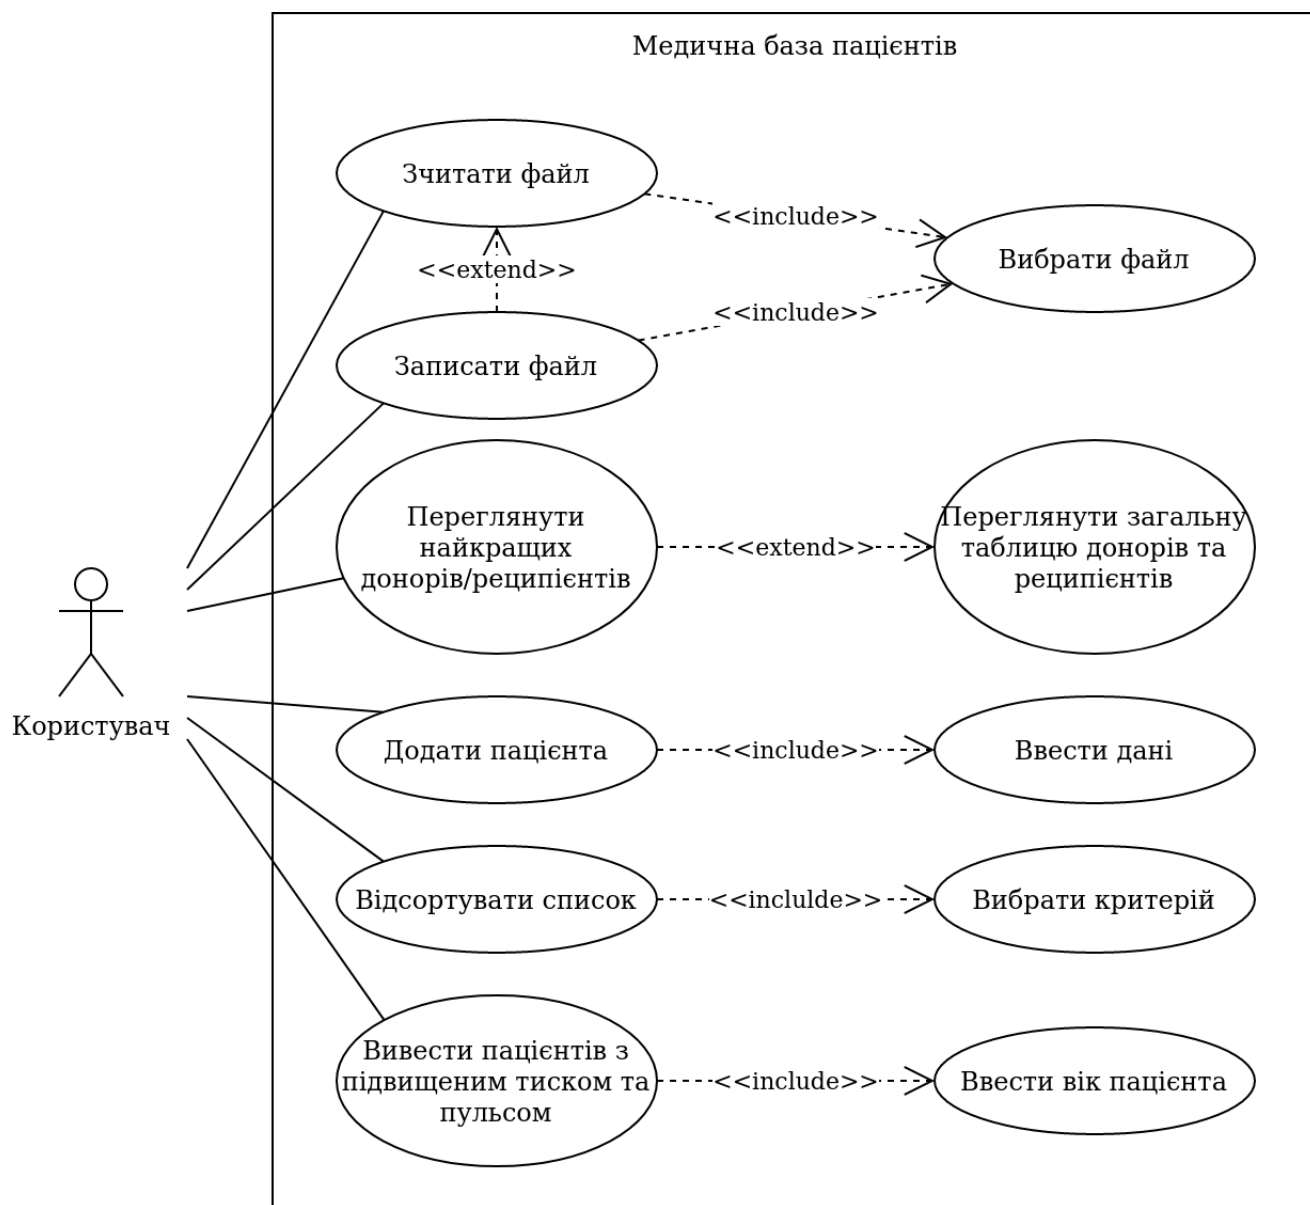 Медична база пацієнтів
Зчитати файл
<<include>>
Вибрати файл
<<extend>>
<<include>>
Записати файл
Переглянути
найкращих
донорів/реципієнтів
<<extend>>
Переглянути загальну
таблицю донорів та
реципієнтів
Користувач
Додати пацієнта
<<include>>
Ввести дані
Відсортувати список
<<inclulde>>
Вибрати критерій
Вивести пацієнтів з
підвищеним тиском та
пульсом
<<include>>
Ввести вік пацієнта